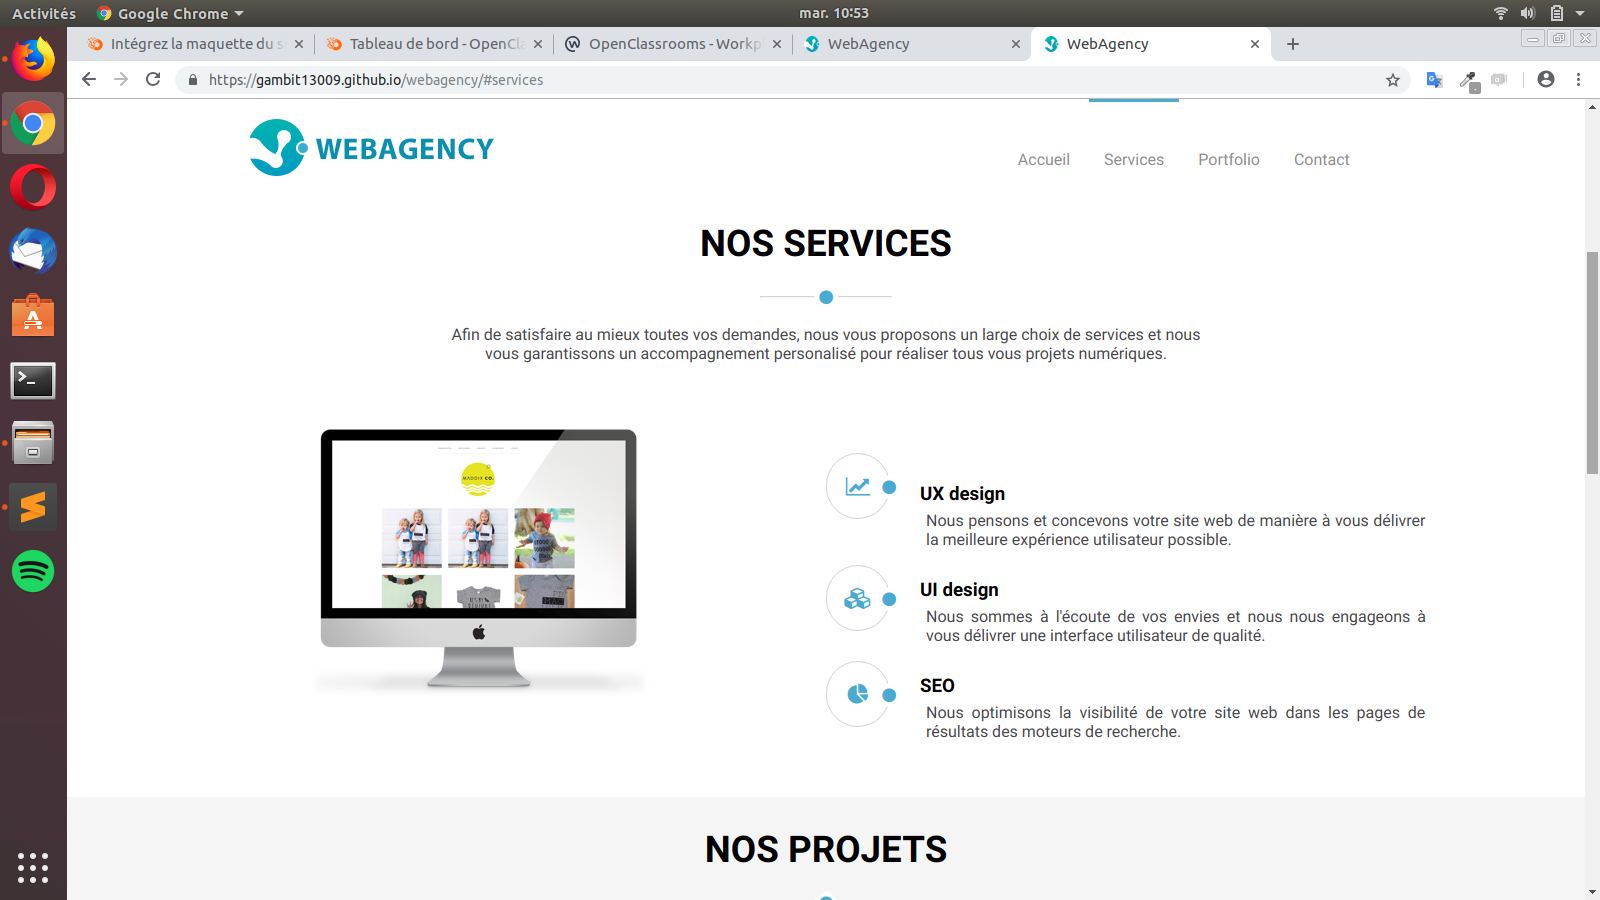 Activités
Google Chrome
mar. 10:53
Intégrez la maquette du s
Tableau de bord - OpenCla
OpenClassrooms - Workp
WebAgency
WebAgency
https://gambit13009.github.io/webagency/#services
WEBAGENCY
Accueil
Services
Portfolio
Contact
NOS SERVICES
Afin de satisfaire au mieux toutes vos demandes, nous vous proposons un large choix de services et nous
vous garantissons un accompagnement personalisé pour réaliser tous vous projets numériques.
MADDIX CO.
UX design
Nous pensons et concevons votre site web de manière à vous délivrer
la meilleure expérience utilisateur possible.
UI design
Nous sommes à l'écoute de vos envies et nous nous engageons à
vous délivrer une interface utilisateur de qualité.
SEO
Nous optimisons la visibilité de votre site web dans les pages de
résultats des moteurs de recherche.
NOS PROJETS